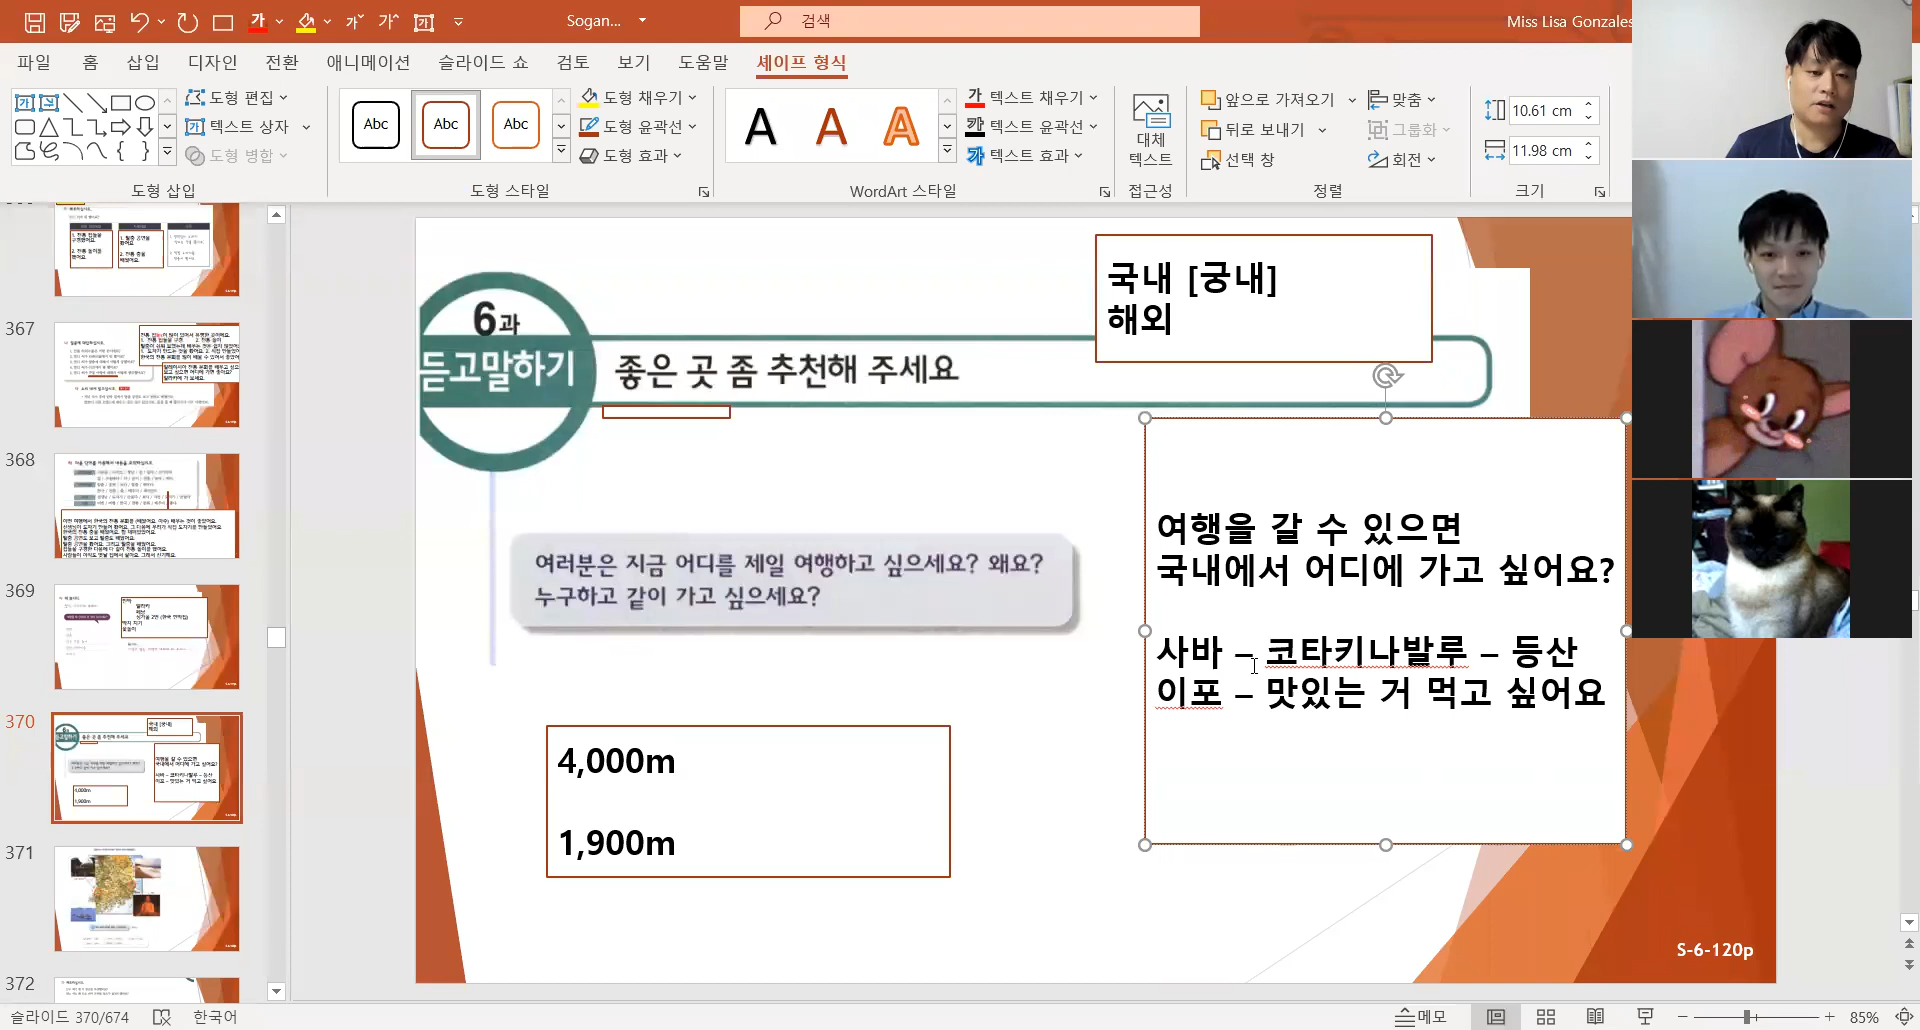 Sogan...
검색
Miss Lisa Gonzales
파일
홈
삽입
디자인
전환
애니메이션
슬라이드 쇼
검토
보기
도움말
셰이프 형식
도형 편집
텍스트 상자
도형 병합
도형 삽입
Abc
Abc
Abc
도형 채우기
도형 윤곽선
도형 효과
도형 스타일
텍스트 채우기
텍스트 윤곽선
텍스트 효과
WordArt 스타일
대체
텍스트
접근성
앞으로 가져오기
뒤로 보내기
선택 창
맞춤
그룹화
회전
정렬
10.61 cm
11.98 cm
크기
367
368
369
370
371
372
국내 [궁내]
해외
6과
듣고말하기
좋은 곳 좀 추천해 주세요
여러분은 지금 어디를 제일 여행하고 싶으세요? 왜요?
누구하고 같이 가고 싶으세요?
여행을 갈 수 있으면
국내에서 어디에 가고 싶어요?
사바 – 코타키나발루 – 등산
이포 – 맛있는 거 먹고 싶어요
4,000m
1,900m
S-6-120p
슬라이드 370/674
한국어
메모
85%